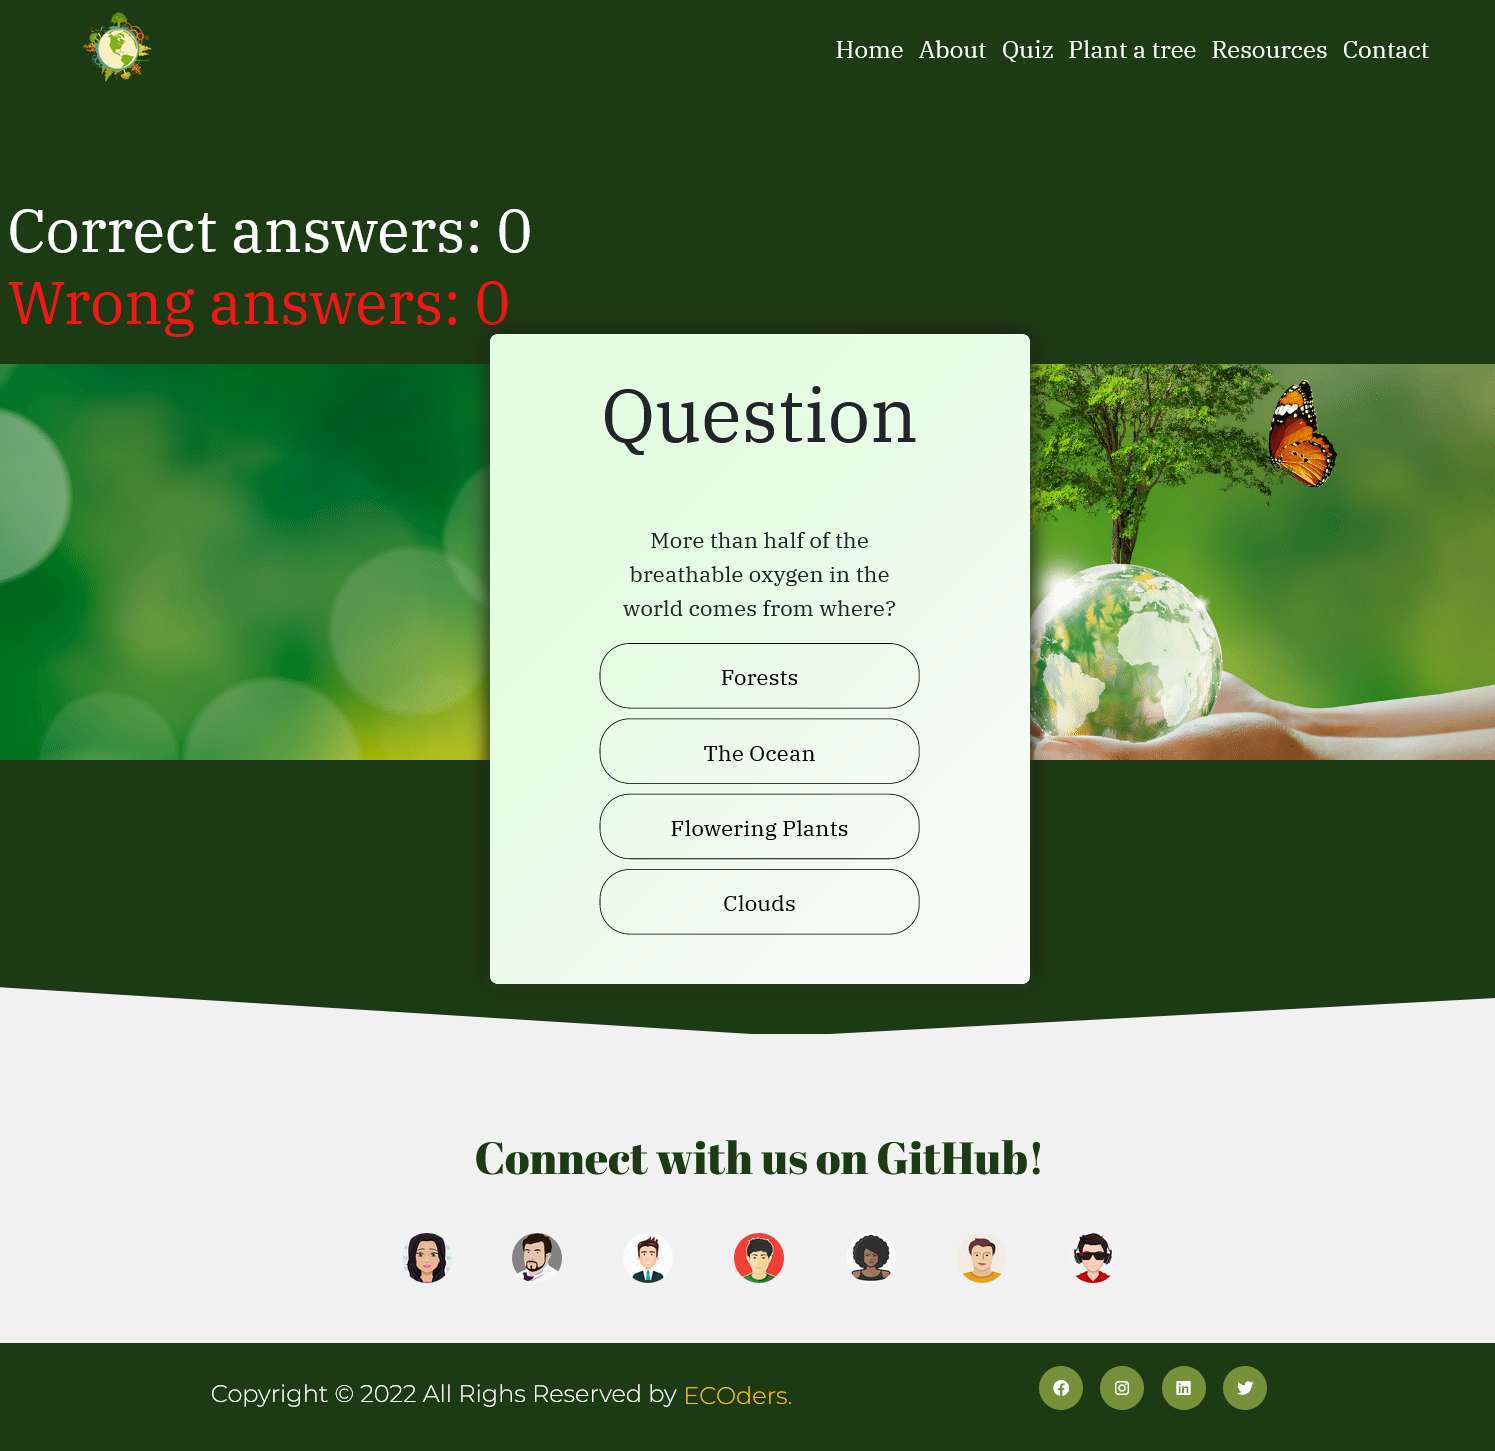 Home About Quiz Plant a tree Resources Contact
Correct answers: 0
Wrong answers: 0
Question
More than half of the
breathable oxygen in the
world comes from where?
Forests
The Ocean
Flowering Plants
Clouds
Connect with us on GitHub!
Copyright © 2022 All Righs Reserved by ECOders.